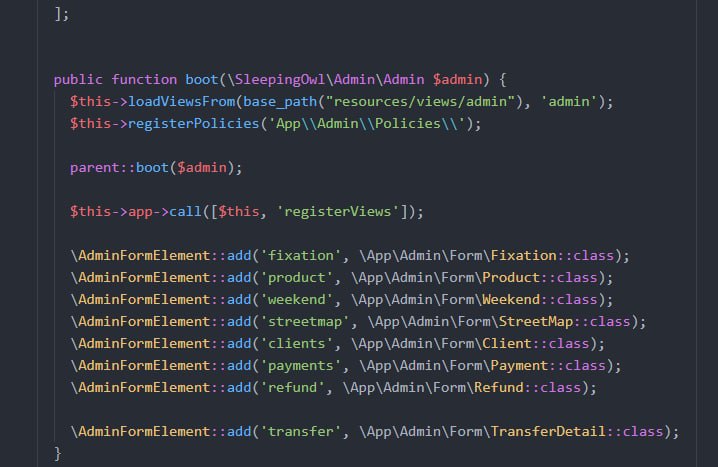 ];
public function boot(\SleepingOwl\Admin\Admin $admin) {
$this->loadViewsFrom(base_path("resources/views/admin"), 'admin');
$this->registerPolicies('App\\Admin\\Policies\\');
parent::boot($admin);
$this->app->call([$this, 'registerViews']);
\AdminFormElement::add('fixation', \App\Admin\Form\Fixation::class);
\AdminFormElement::add('product', \App\Admin\Form\Product::class);
\AdminFormElement::add('weekend', \App\Admin\Form\Weekend::class);
\AdminFormElement::add('streetmap', \App\Admin\Form\StreetMap::class);
\AdminFormElement::add('clients', \App\Admin\Form\Client::class);
\AdminFormElement::add('payments', \App\Admin\Form\Payment::class);
\AdminFormElement::add('refund', \App\Admin\Form\Refund::class);
\AdminFormElement::add('transfer', \App\Admin\Form\TransferDetail::class);
}